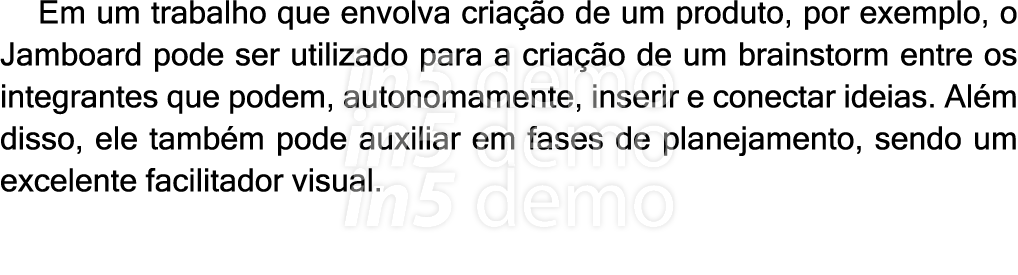 Em um trabalho que envolva criação de um produto, por exemplo, o
Jamboard pode ser utilizado para a criação de um brainstorm entre os
integrantes que podem, autonomamente, inserir e conectar ideias. Além
disso, ele também pode auxiliar em fases de planejamento, sendo um
excelente facilitador visual.
in5 demo
in5 demo
in5 demo